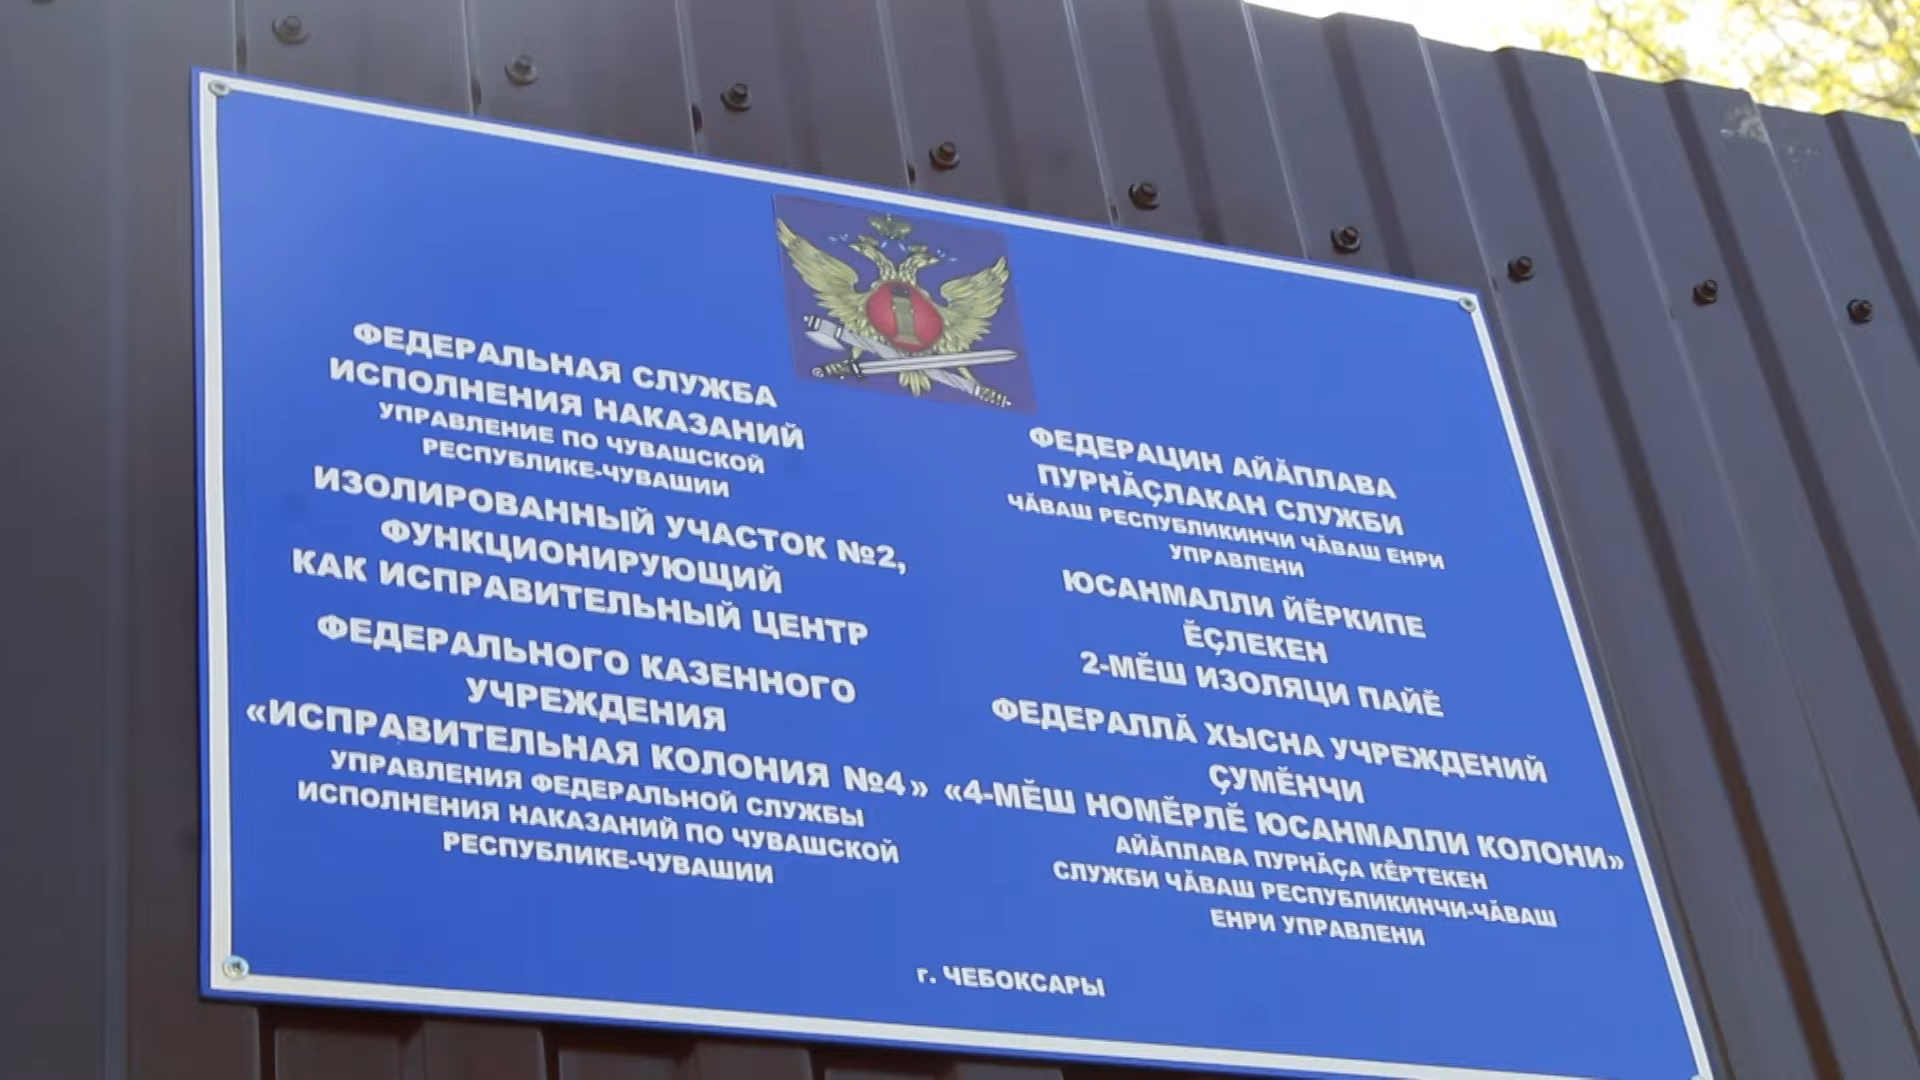 ФЕДЕРАЛЬНАЯ СЛУЖБА
ИСПОЛНЕНИЯ НАКАЗАНИЙ
УПРАВЛЕНИЕ ПО ЧУВАШСКОЙ
РЕСПУБЛИКЕ-ЧУВАШИИ
ИЗОЛИРОВАННЫЙ УЧАСТОК №2,
ФУНКЦИОНИРУЮЩИЙ
КАК ИСПРАВИТЕЛЬНЫЙ ЦЕНТР
ФЕДЕРАЛЬНОГО КАЗЕННОГО
УЧРЕЖДЕНИЯ
«ИСПРАВИТЕЛЬНАЯ КОЛОНИЯ №4»
УПРАВЛЕНИЯ ФЕДЕРАЛЬНОЙ СЛУЖБЫ
ИСПОЛНЕНИЯ НАКАЗАНИЙ ПО ЧУВАШСКОЙ
РЕСПУБЛИКЕ-ЧУВАШИИ
ФЕДЕРАЦИН АЙӐПЛАВА
ПУРНӐҪЛАКАН СЛУЖБИ
ЧӐВАШ РЕСПУБЛИКИНЧИ ЧӐВАШ ЕНРИ
УПРАВЛЕНИ
ЮСАНМАЛЛИ ЙӖРКИПЕ
ӖҪЛЕКЕН
2-МӖШ ИЗОЛЯЦИ ПАЙӖ
ФЕДЕРАЛЛӐ ХЫСНА УЧРЕЖДЕНИЙ
ҪУМӖНЧИ
«4-МӖШ НОМӖРЛӖ ЮСАНМАЛЛИ КОЛОНИ»
АЙӐПЛАВА ПУРНӐҪА КӖРТЕКЕН
СЛУЖБИ ЧӐВАШ РЕСПУБЛИКИНЧИ-ЧӐВАШ
ЕНРИ УПРАВЛЕНИ
г. ЧЕБОКСАРЫ